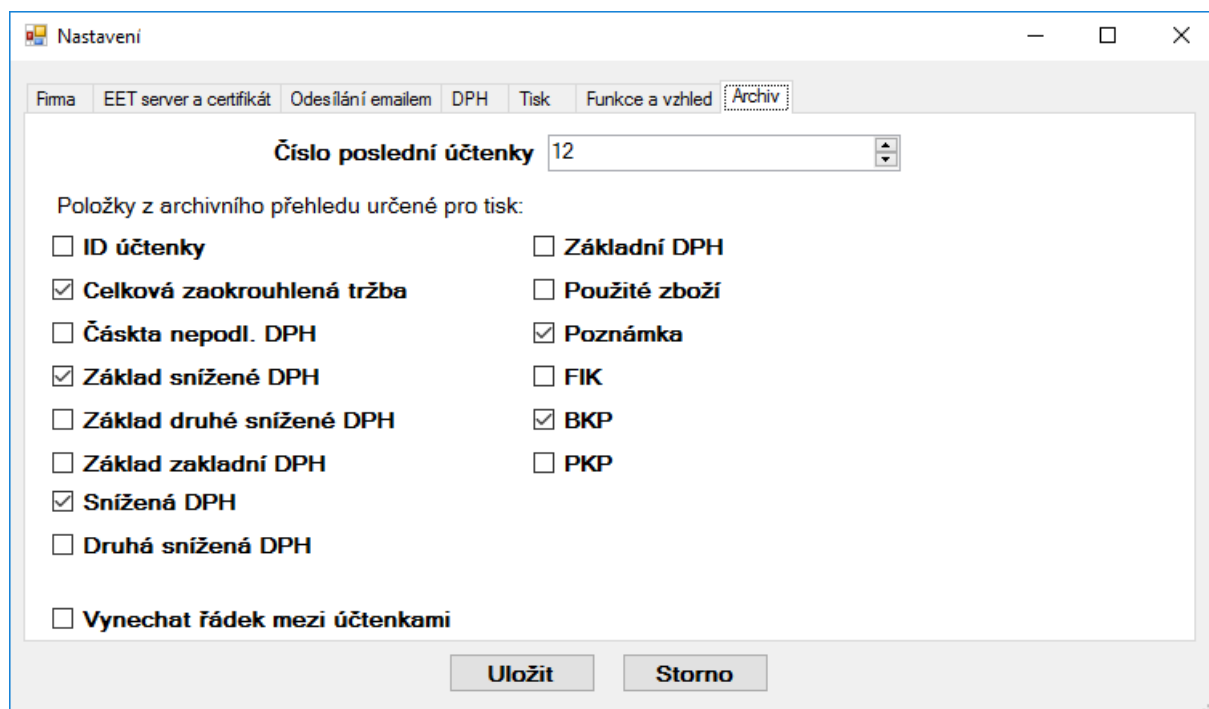 Nastavení
Firma EET server a certifikát Odesílání emailem DPH Tisk Funkce a vzhled Archiv
Číslo poslední účtenky 12
Položky z archivního přehledu určené pro tisk:
ID účtenky Základní DPH
Celková zaokrouhlená tržba Použité zboží
Čáskta nepodl. DPH Poznámka
Základ snížené DPH FIK
Základ druhé snížené DPH BKP
Základ zakladní DPH PKP
Snížená DPH
Druhá snížená DPH
Vynechat řádek mezi účtenkami
Uložit Storno